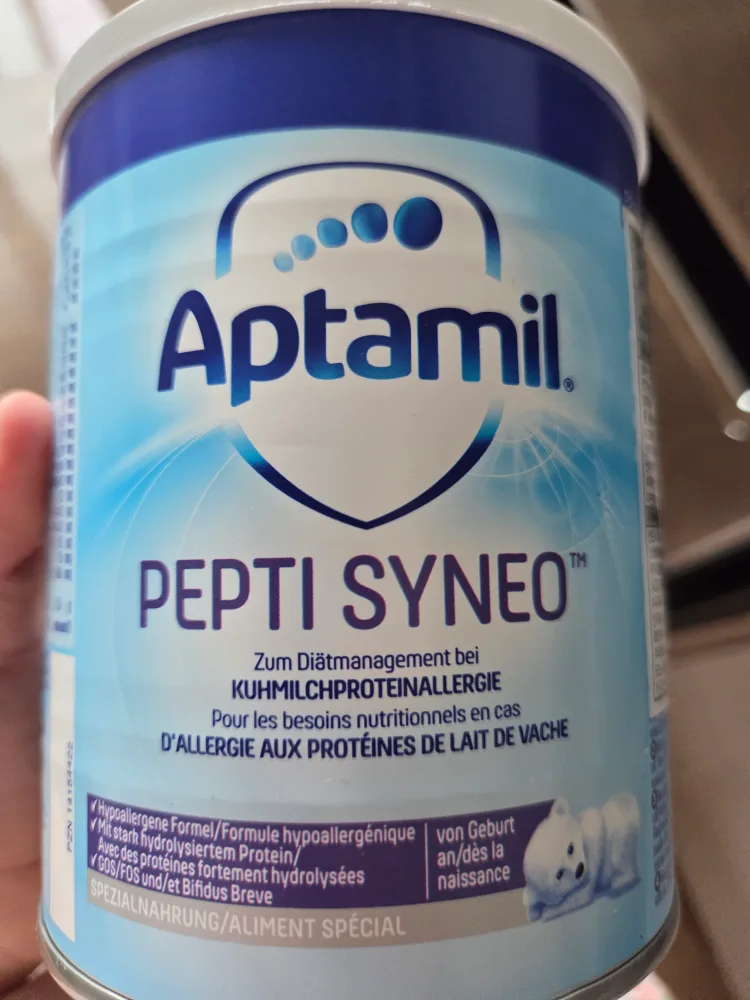 Aptamil®
PEPTI SYNEO™
Zum Diätmanagement bei
KUHMILCHPROTEINALLERGIE
Pour les besoins nutritionnels en cas
D'ALLERGIE AUX PROTÉINES DE LAIT DE VACHE
✓Hypoallergene Formel/Formule hypoallergénique
✓Mit stark hydrolysiertem Protein/
Avec des protéines fortement hydrolysées
✓GOS/FOS und/et Bifidus Breve
von Geburt
an/dès la
naissance
SPEZIALNAHRUNG/ALIMENT SPÉCIAL